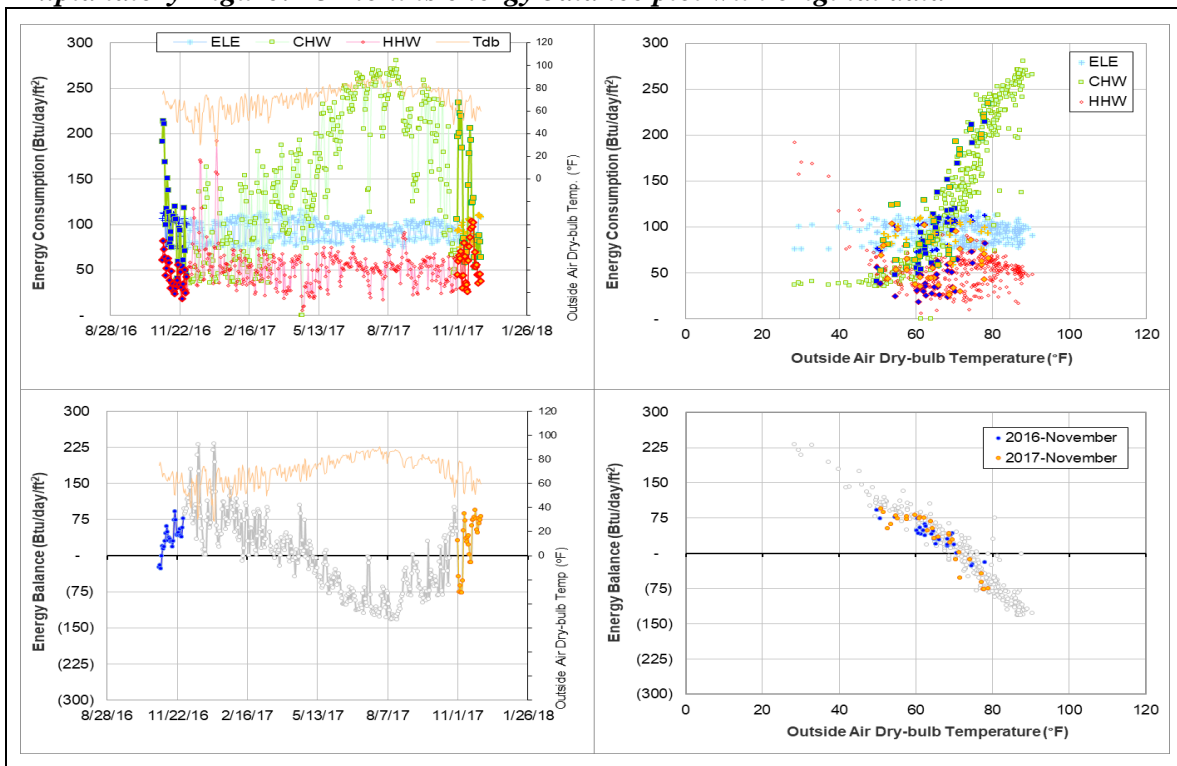 energy balance plot with original data
ELE CHW HHW Tdb
Energy Consumption (Btu/day/ft²)
300
250
200
150
100
50
-
120
100
80
60
40
20
0
Outside Air Dry-bulb Temp. (°F)
8/28/16 11/22/16 2/16/17 5/13/17 8/7/17 11/1/17 1/26/18
ELE
CHW
HHW
Energy Consumption (Btu/day/ft²)
300
250
200
150
100
50
-
0 20 40 60 80 100 120
Outside Air Dry-bulb Temperature (°F)
Energy Balance (Btu/day/ft²)
300
225
150
75
-
(75)
(150)
(225)
(300)
120
100
80
60
40
20
0
Outside Air Dry-bulb Temp (°F)
8/28/16 11/22/16 2/16/17 5/13/17 8/7/17 11/1/17 1/26/18
2016-November
2017-November
Energy Balance (Btu/day/ft²)
300
225
150
75
-
(75)
(150)
(225)
(300)
0 20 40 60 80 100 120
Outside Air Dry-bulb Temperature (°F)